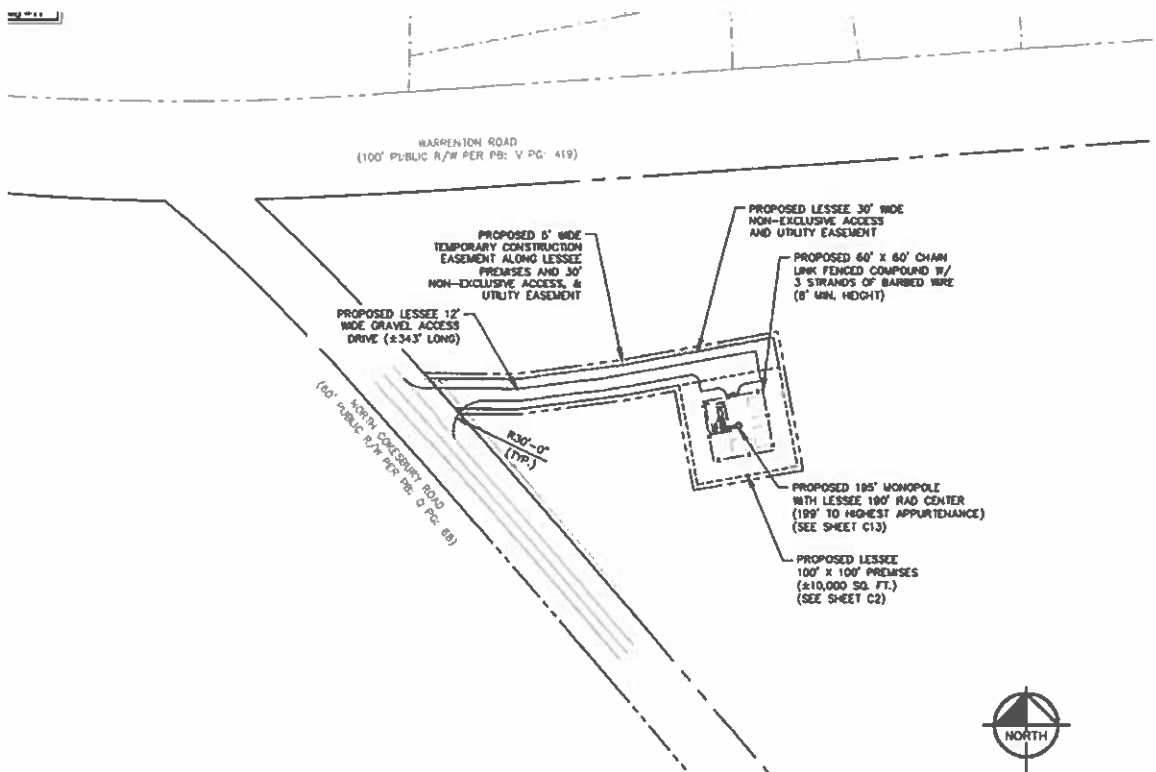 WARRENTON ROAD
(100' PUBLIC R/W PER PB: V PG: 419)
PROPOSED LESSEE 30' WIDE
NON-EXCLUSIVE ACCESS
AND UTILITY EASEMENT
PROPOSED 5' WIDE
TEMPORARY CONSTRUCTION
EASEMENT ALONG LESSEE
PREMISES AND 30'
NON-EXCLUSIVE ACCESS, &
UTILITY EASEMENT
PROPOSED 60' X 60' CHAIN
LINK FENCED COMPOUND W/
3 STRANDS OF BARBED WIRE
(8' MIN. HEIGHT)
PROPOSED LESSEE 12'
WIDE GRAVEL ACCESS
DRIVE (±343' LONG)
NORTH COKESBURY ROAD
(60' PUBLIC R/W PER PB: Q PG: 68)
R30'-0"
(TYP.)
PROPOSED 195' MONOPOLE
WITH LESSEE 190' RAD CENTER
(199' TO HIGHEST APPURTENANCE)
(SEE SHEET C13)
PROPOSED LESSEE
100' X 100' PREMISES
(±10,000 SQ. FT.)
(SEE SHEET C2)
NORTH